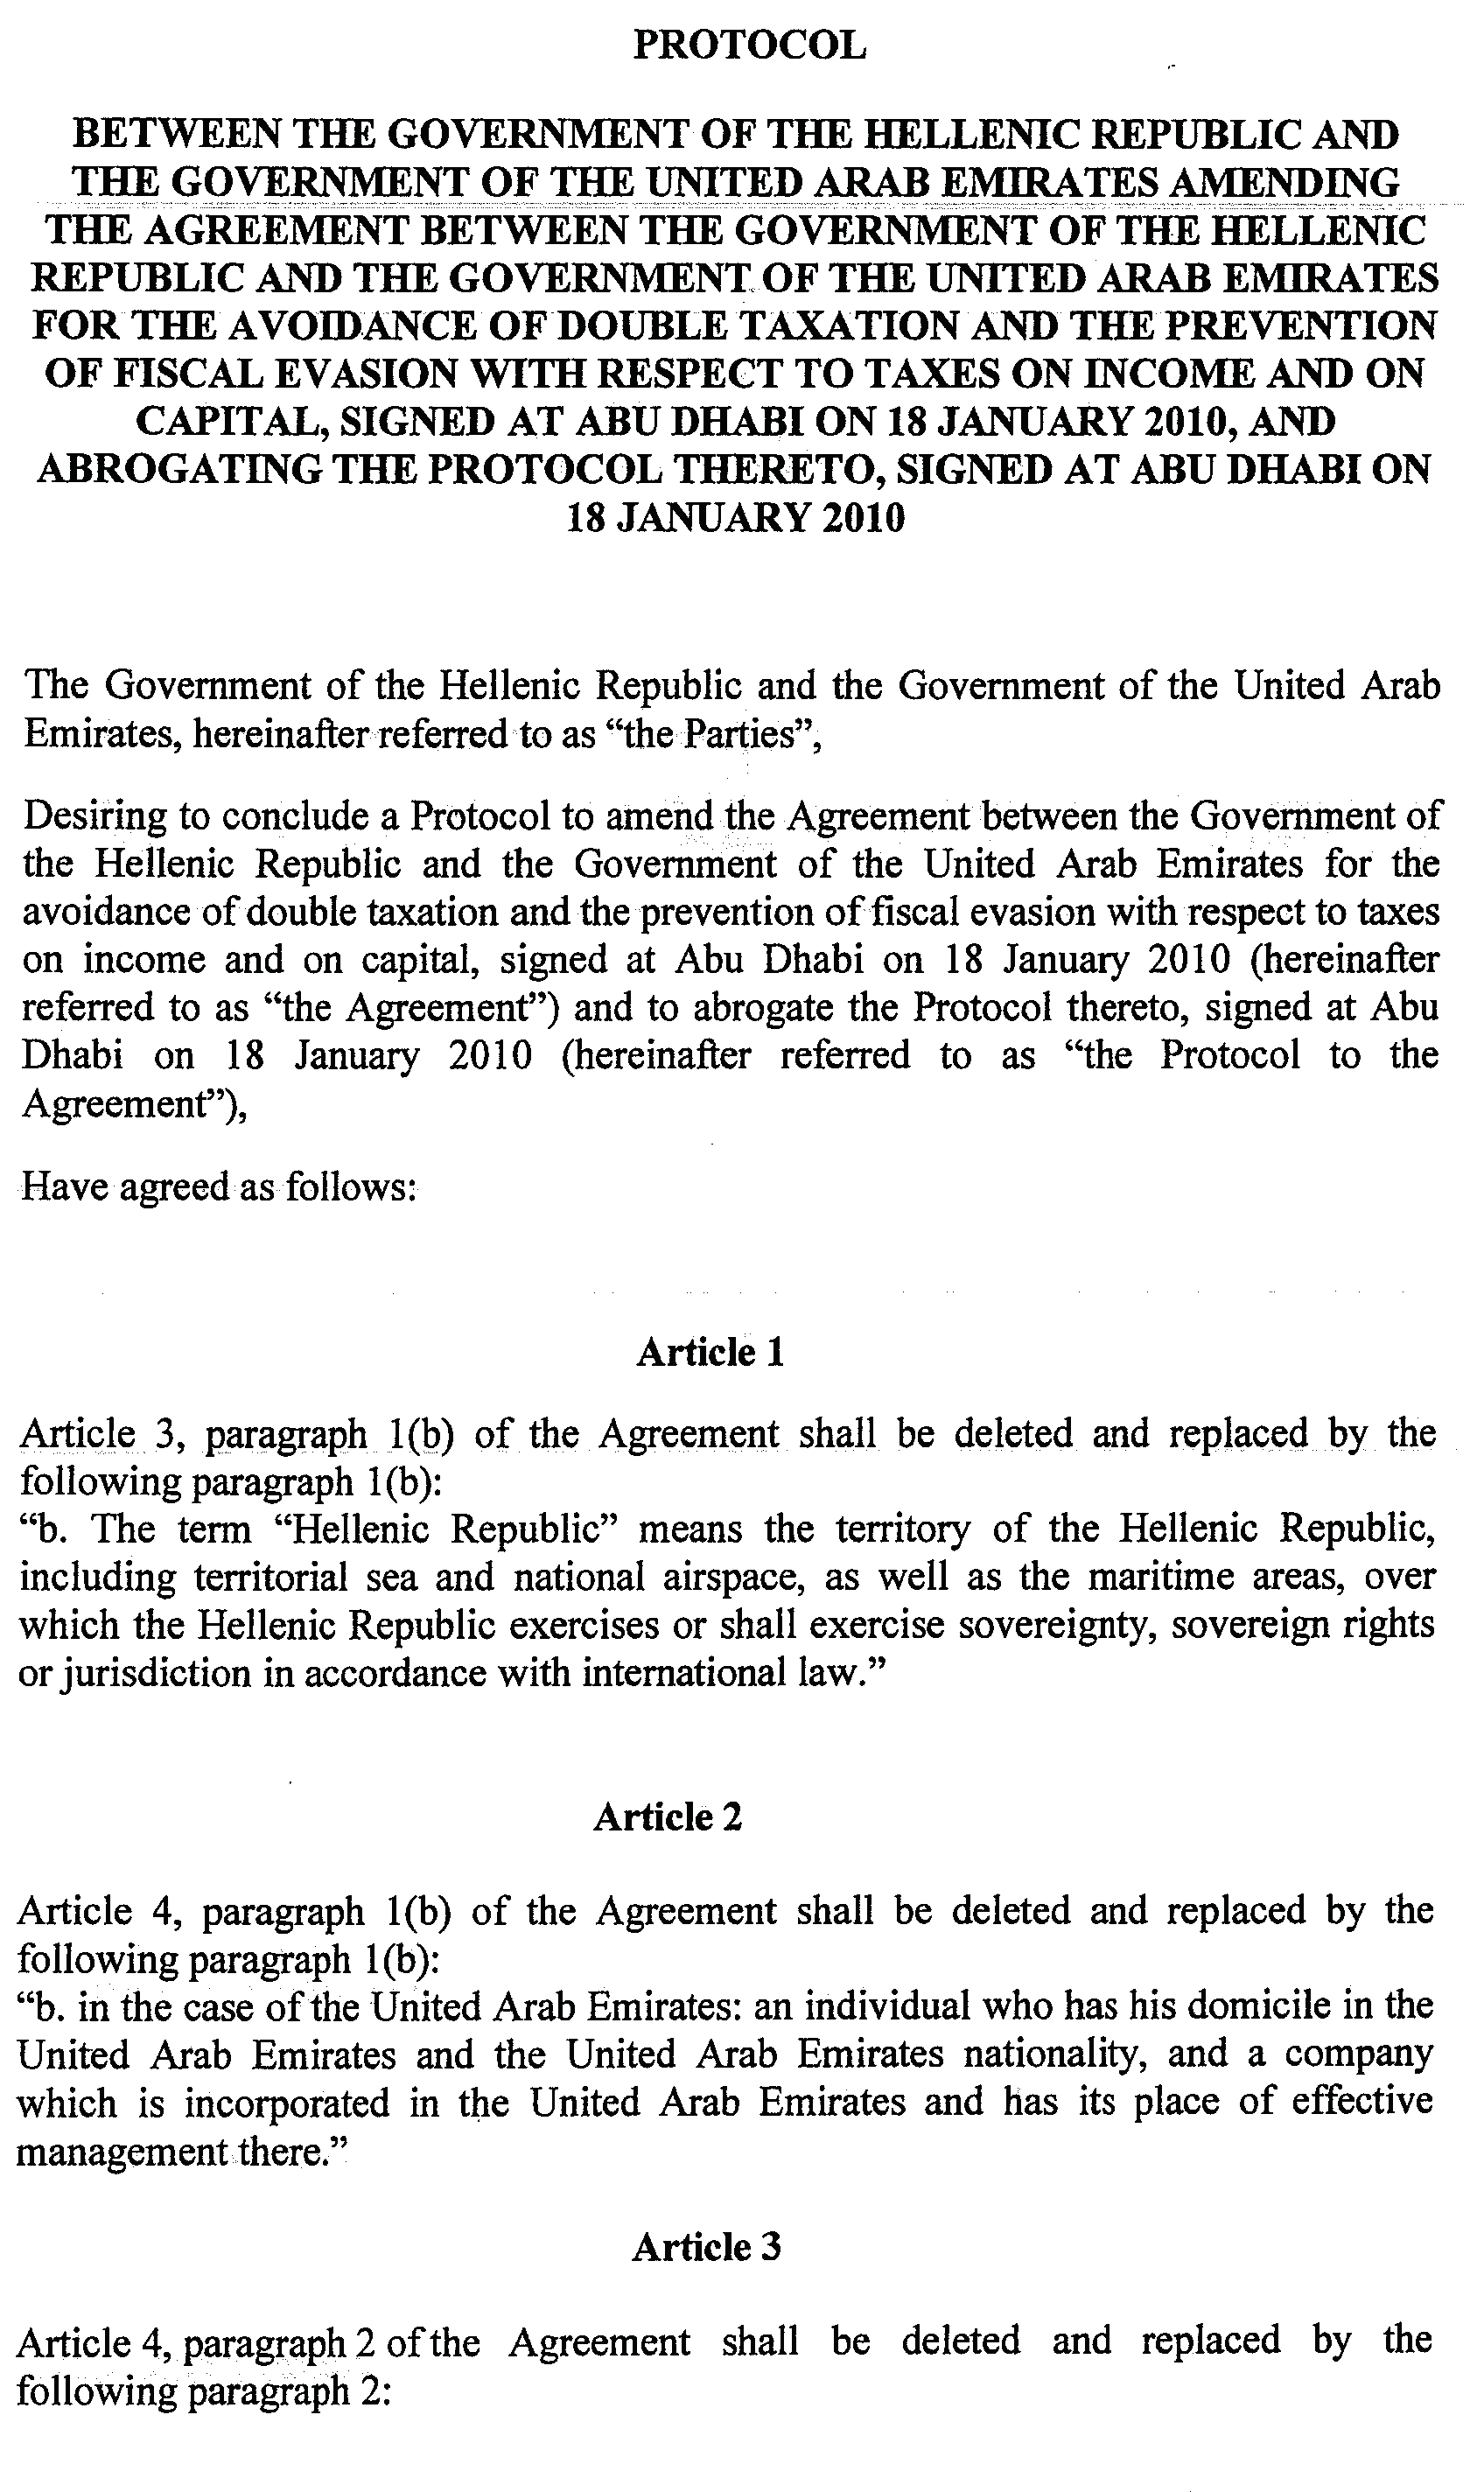 PROTOCOL
BETWEEN THE GOVERNMENT OF THE HELLENIC REPUBLIC AND
THE GOVERNMENT OF THE UNITED ARAB EMIRATES AMENDING
THE AGREEMENT BETWEEN THE GOVERNMENT OF THE HELLENIC
REPUBLIC AND THE GOVERNMENT OF THE UNITED ARAB EMIRATES
FOR THE AVOIDANCE OF DOUBLE TAXATION AND THE PREVENTION
OF FISCAL EVASION WITH RESPECT TO TAXES ON INCOME AND ON
CAPITAL, SIGNED AT ABU DHABI ON 18 JANUARY 2010, AND
ABROGATING THE PROTOCOL THERETO, SIGNED AT ABU DHABI ON
18 JANUARY 2010
The Government of the Hellenic Republic and the Government of the United Arab
Emirates, hereinafter referred to as “the Parties”,
Desiring to conclude a Protocol to amend the Agreement between the Government of
the Hellenic Republic and the Government of the United Arab Emirates for the
avoidance of double taxation and the prevention of fiscal evasion with respect to taxes
on income and on capital, signed at Abu Dhabi on 18 January 2010 (hereinafter
referred to as “the Agreement”) and to abrogate the Protocol thereto, signed at Abu
Dhabi on 18 January 2010 (hereinafter referred to as “the Protocol to the
Agreement”),
Have agreed as follows:
Article 1
Article 3, paragraph 1(b) of the Agreement shall be deleted and replaced by the
following paragraph 1(b):
“b. The term “Hellenic Republic” means the territory of the Hellenic Republic,
including territorial sea and national airspace, as well as the maritime areas, over
which the Hellenic Republic exercises or shall exercise sovereignty, sovereign rights
or jurisdiction in accordance with international law.”
Article 2
Article 4, paragraph 1(b) of the Agreement shall be deleted and replaced by the
following paragraph 1(b):
“b. in the case of the United Arab Emirates: an individual who has his domicile in the
United Arab Emirates and the United Arab Emirates nationality, and a company
which is incorporated in the United Arab Emirates and has its place of effective
management there.”
Article 3
Article 4, paragraph 2 of the Agreement shall be deleted and replaced by the
following paragraph 2: